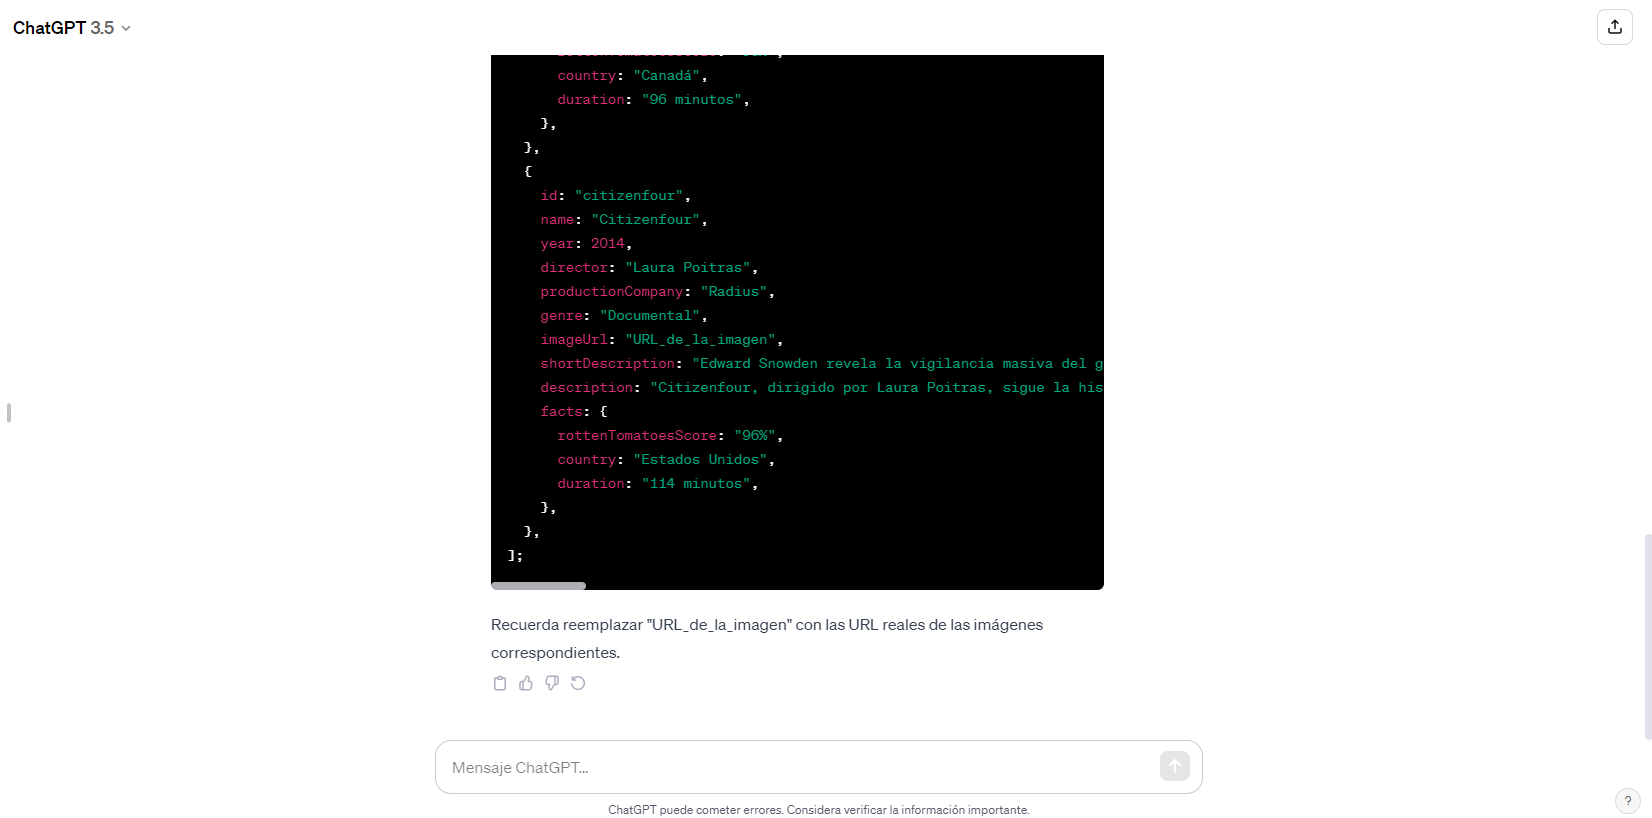 ChatGPT 3.5
country: "Canadá",
duration: "96 minutos",
},
},
{
id: "citizenfour",
name: "Citizenfour",
year: 2014,
director: "Laura Poitras",
productionCompany: "Radius",
genre: "Documental",
imageUrl: "URL_de_la_imagen",
shortDescription: "Edward Snowden revela la vigilancia masiva del g
description: "Citizenfour, dirigido por Laura Poitras, sigue la his
facts: {
rottenTomatoesScore: "96%",
country: "Estados Unidos",
duration: "114 minutos",
},
},
];
Recuerda reemplazar "URL_de_la_imagen" con las URL reales de las imágenes
correspondientes.
Mensaje ChatGPT...
ChatGPT puede cometer errores. Considera verificar la información importante.
?